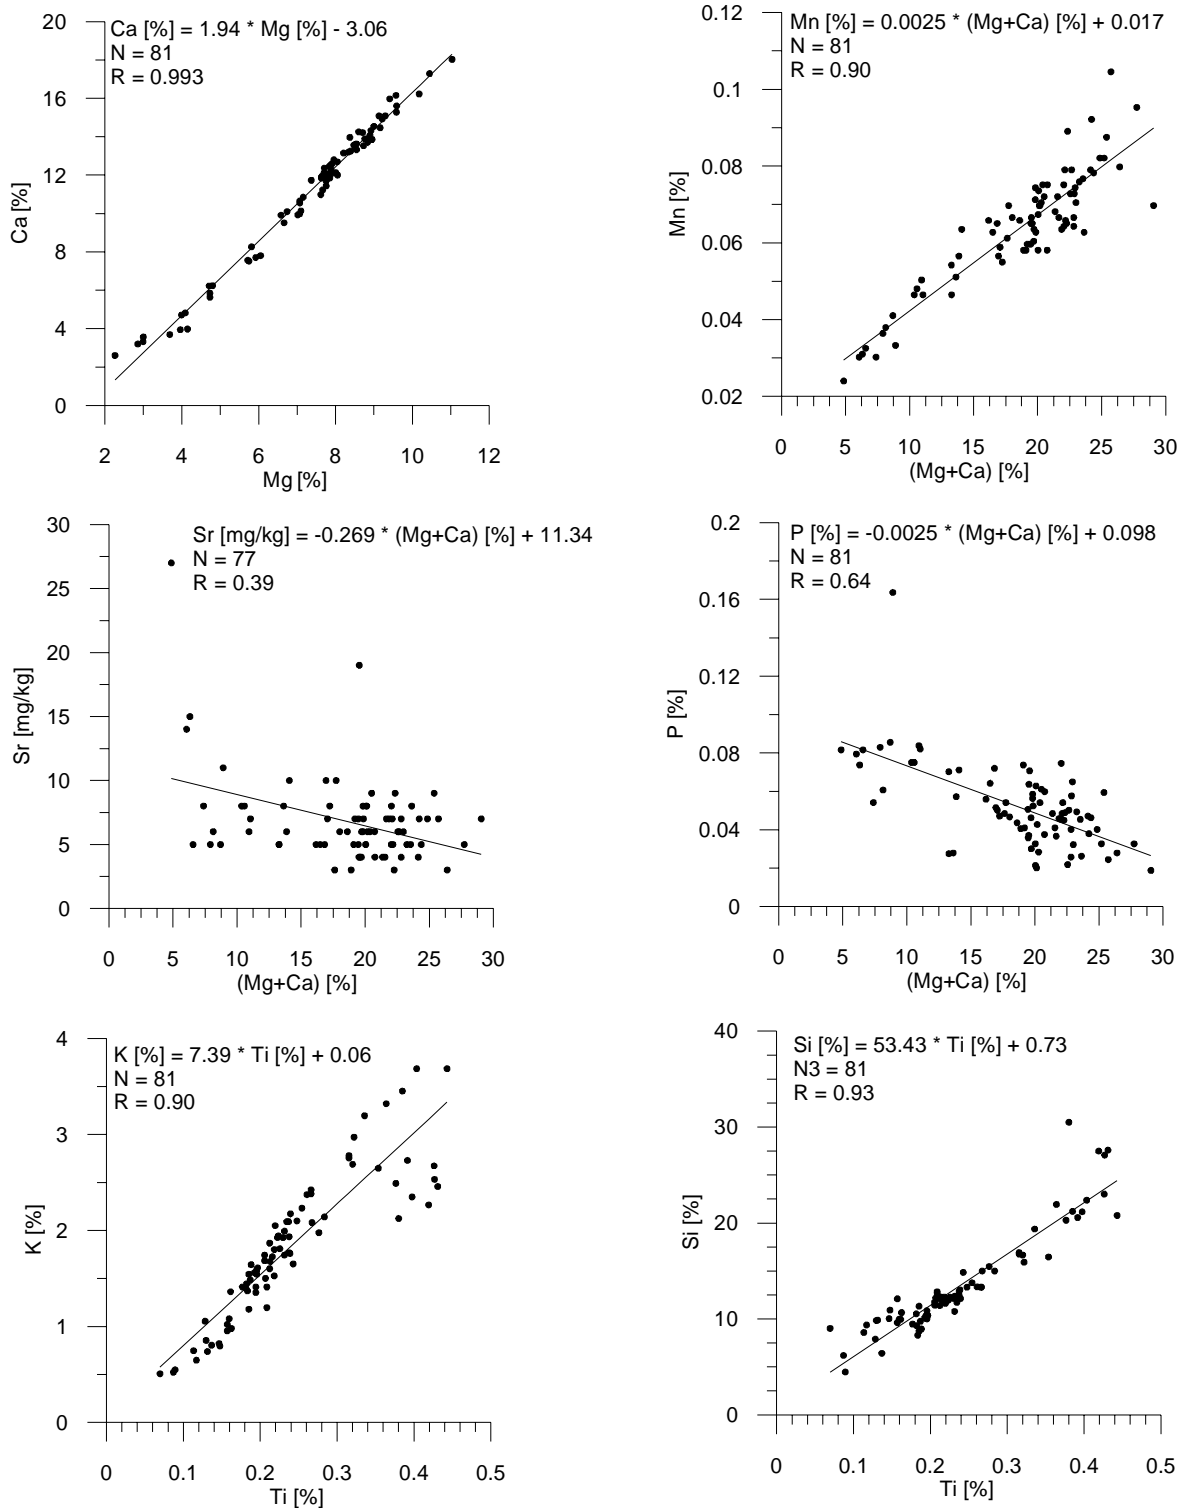 Ca [%] = 1.94 * Mg [%] - 3.06
N = 81
R = 0.993
20
16
12
8
4
0
Ca [%]
2 4 6 8 10 12
Mg [%]
Mn [%] = 0.0025 * (Mg+Ca) [%] + 0.017
N = 81
R = 0.90
0.12
0.1
0.08
0.06
0.04
0.02
Mn [%]
0 5 10 15 20 25 30
(Mg+Ca) [%]
Sr [mg/kg] = -0.269 * (Mg+Ca) [%] + 11.34
N = 77
R = 0.39
30
25
20
15
10
5
0
Sr [mg/kg]
0 5 10 15 20 25 30
(Mg+Ca) [%]
P [%] = -0.0025 * (Mg+Ca) [%] + 0.098
N = 81
R = 0.64
0.2
0.16
0.12
0.08
0.04
0
P [%]
0 5 10 15 20 25 30
(Mg+Ca) [%]
K [%] = 7.39 * Ti [%] + 0.06
N = 81
R = 0.90
4
3
2
1
0
K [%]
0 0.1 0.2 0.3 0.4 0.5
Ti [%]
Si [%] = 53.43 * Ti [%] + 0.73
N3 = 81
R = 0.93
40
30
20
10
0
Si [%]
0 0.1 0.2 0.3 0.4 0.5
Ti [%]